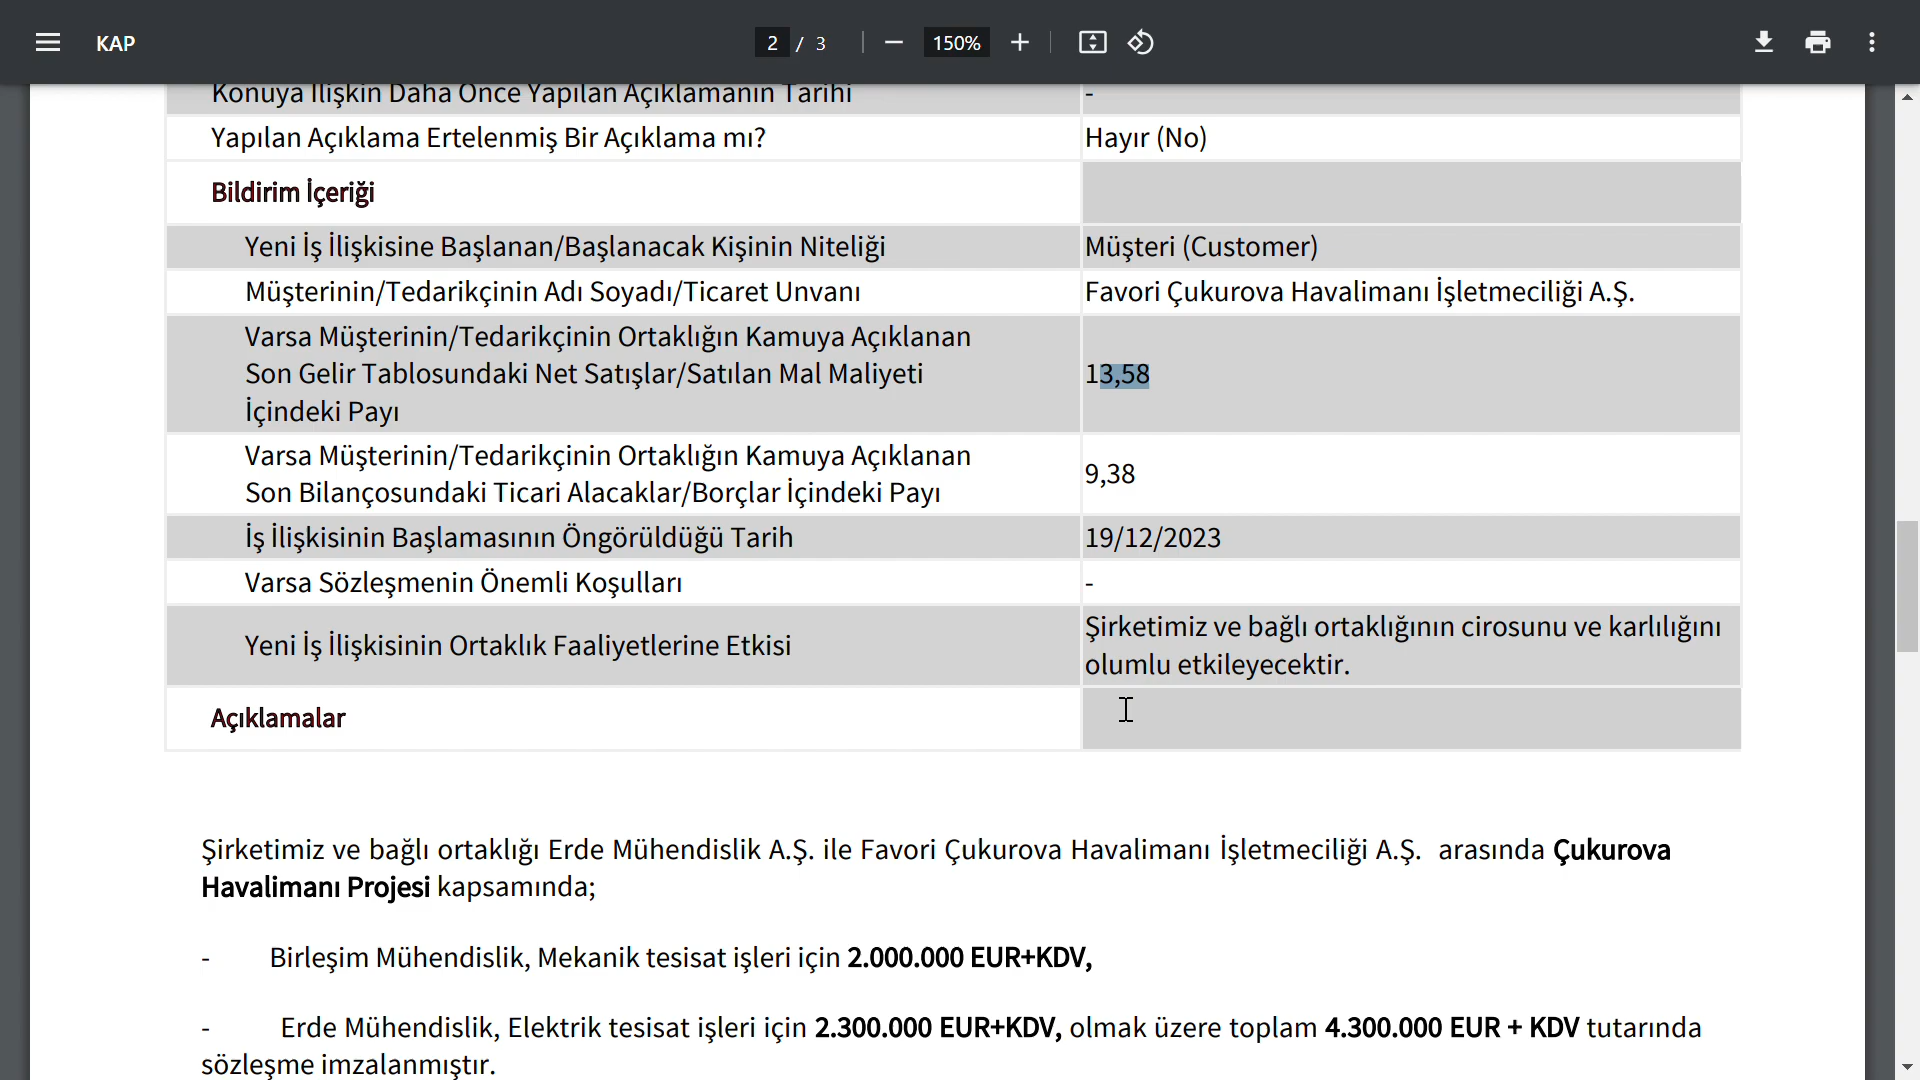 KAP
2 / 3
150%
Konuya İlişkin Daha Önce Yapılan Açıklamanın Tarihi -
Yapılan Açıklama Ertelenmiş Bir Açıklama mı? Hayır (No)
Bildirim İçeriği
Yeni İş İlişkisine Başlanan/Başlanacak Kişinin Niteliği Müşteri (Customer)
Müşterinin/Tedarikçinin Adı Soyadı/Ticaret Unvanı Favori Çukurova Havalimanı İşletmeciliği A.Ş.
Varsa Müşterinin/Tedarikçinin Ortaklığın Kamuya Açıklanan
Son Gelir Tablosundaki Net Satışlar/Satılan Mal Maliyeti
İçindeki Payı
13,58
Varsa Müşterinin/Tedarikçinin Ortaklığın Kamuya Açıklanan
Son Bilançosundaki Ticari Alacaklar/Borçlar İçindeki Payı
9,38
İş İlişkisinin Başlamasının Öngörüldüğü Tarih 19/12/2023
Varsa Sözleşmenin Önemli Koşulları -
Yeni İş İlişkisinin Ortaklık Faaliyetlerine Etkisi
Şirketimiz ve bağlı ortaklığının cirosunu ve karlılığını
olumlu etkileyecektir.
Açıklamalar
Şirketimiz ve bağlı ortaklığı Erde Mühendislik A.Ş. ile Favori Çukurova Havalimanı İşletmeciliği A.Ş. arasında Çukurova
Havalimanı Projesi kapsamında;
- Birleşim Mühendislik, Mekanik tesisat işleri için 2.000.000 EUR+KDV,
- Erde Mühendislik, Elektrik tesisat işleri için 2.300.000 EUR+KDV, olmak üzere toplam 4.300.000 EUR + KDV tutarında
sözleşme imzalanmıştır.